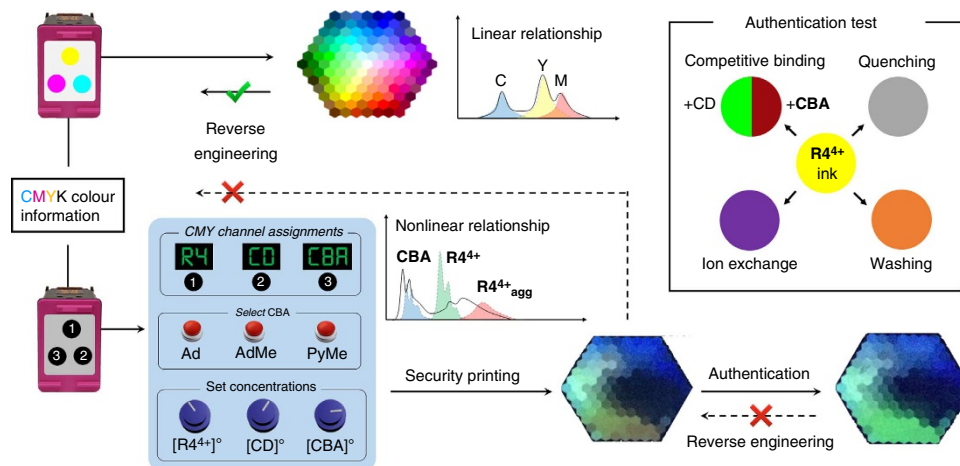 Linear relationship
C
Y
M
Reverse
engineering
CMYK colour
information
CMY channel assignments
R4
CD
CBA
1
2
3
Select CBA
Ad
AdMe
PyMe
Set concentrations
[R4⁴⁺]°
[CD]°
[CBA]°
1
3
2
Nonlinear relationship
CBA
R4⁴⁺
R4⁴⁺agg
Security printing
Authentication
Reverse engineering
Authentication test
Competitive binding
Quenching
+CD
+CBA
R4⁴⁺
ink
Ion exchange
Washing